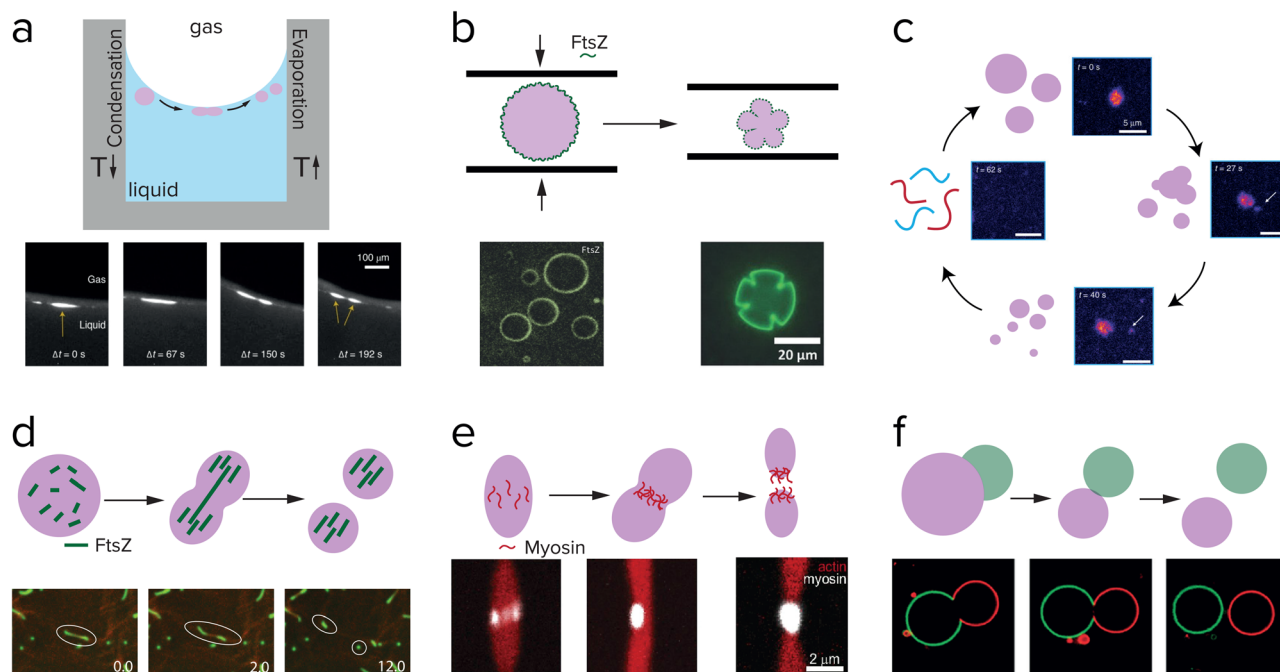 a
gas
Condensation
Evaporation
T↓
T↑
liquid
100 µm
Gas
Liquid
Δt = 0 s
Δt = 67 s
Δt = 150 s
Δt = 192 s
b
FtsZ
FtsZ
20 µm
c
t = 0 s
5 µm
t = 27 s
t = 40 s
t = 62 s
d
FtsZ
0.0
2.0
12.0
e
Myosin
actin
myosin
2 µm
f